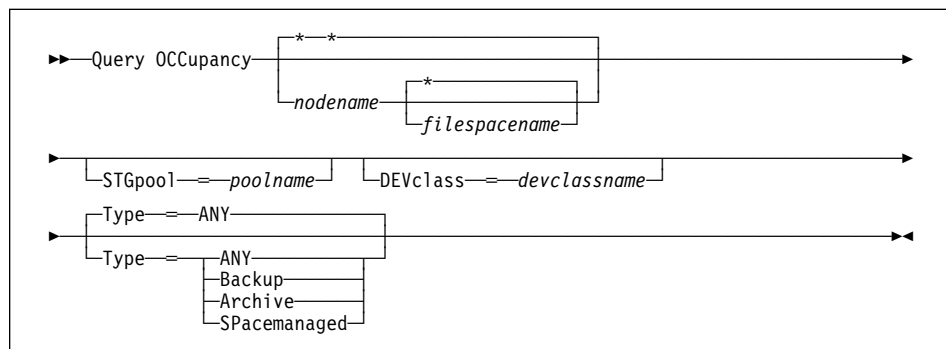 * *
Query OCCupancy
*
nodename
filespacename
STGpool = poolname DEVclass = devclassname
Type = ANY
Type = ANY
Backup
Archive
SPacemanaged